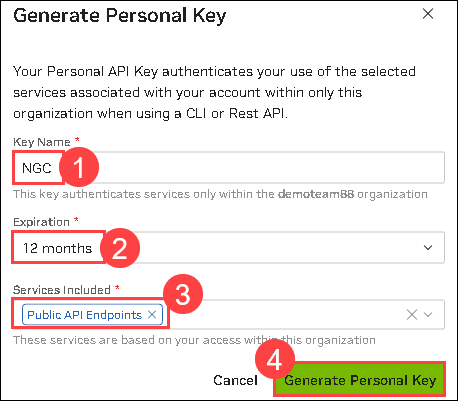 Generate Personal Key
Your Personal API Key authenticates your use of the selected
services associated with your account within only this
organization when using a CLI or Rest API.
Key Name *
NGC
1
This key authenticates services only within the demoteam88 organization
Expiration *
12 months
2
Services Included *
3
Public API Endpoints
These services are based on your access within this organization
4
Cancel
Generate Personal Key